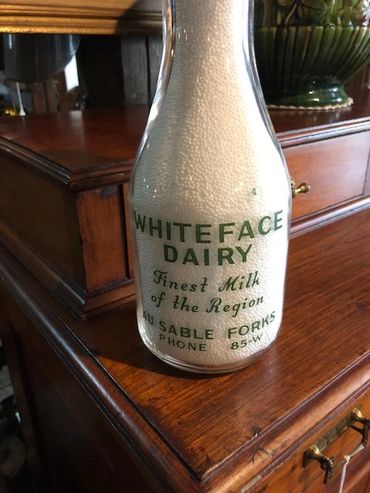 WHITEFACE
DAIRY
Finest Milk
of the Region
AU SABLE FORKS
PHONE 85-W